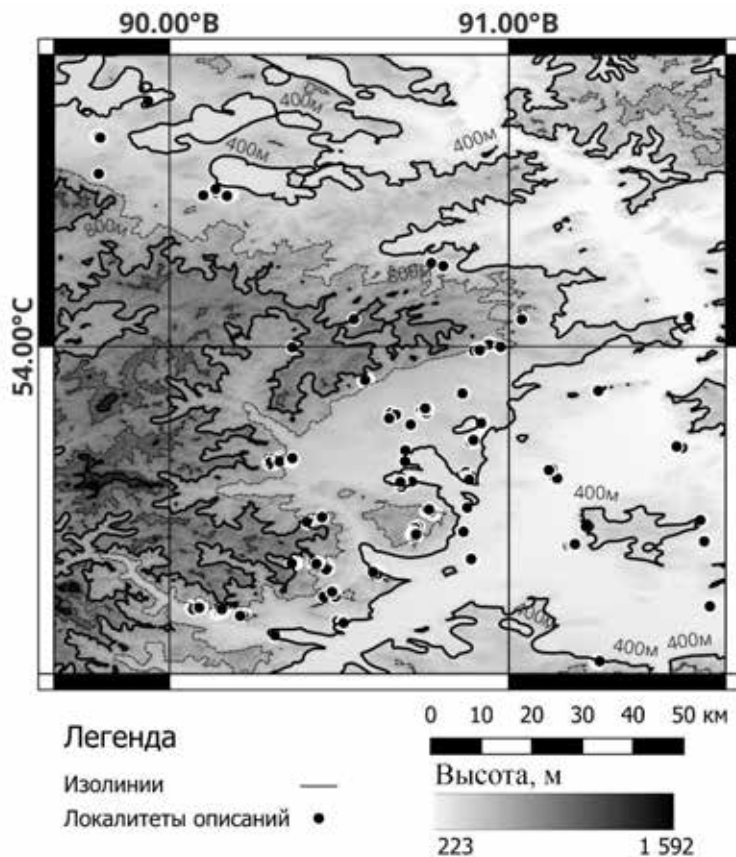 90.00°В 91.00°В
400м
400м
400м
800м
800м
54.00°С
400м
400м
400м
Легенда
0 10 20 30 40 50 км
Изолинии
Высота, м
Локалитеты описаний
223 1 592